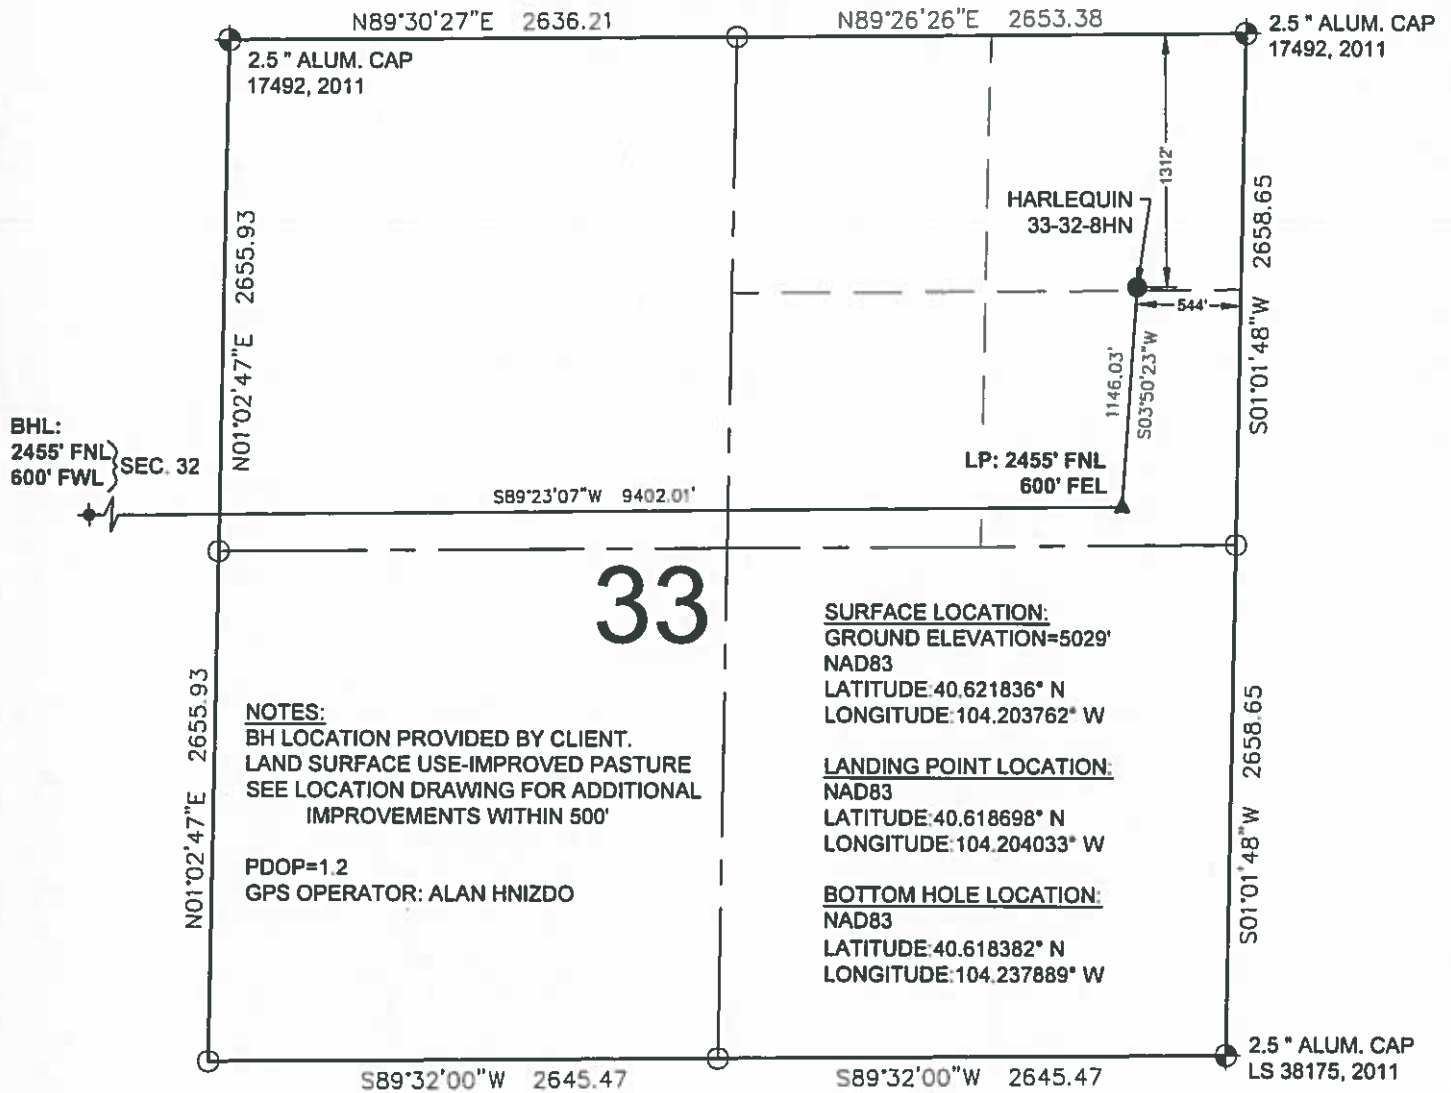 N89°30'27"E 2636.21
N89°26'26"E 2653.38
2.5 " ALUM. CAP
17492, 2011
2.5 " ALUM. CAP
17492, 2011
1312'
HARLEQUIN
33-32-8HN
N01°02'47"E 2655.93
S01°01'48"W 2658.65
544'
1146.03'
S03°50'23"W
BHL:
2455' FNL
600' FWL
SEC. 32
LP: 2455' FNL
600' FEL
S89°23'07"W 9402.01'
33
SURFACE LOCATION:
GROUND ELEVATION=5029'
NAD83
LATITUDE:40.621836° N
LONGITUDE:104.203762° W
N01°02'47"E 2655.93
NOTES:
BH LOCATION PROVIDED BY CLIENT.
LAND SURFACE USE-IMPROVED PASTURE
SEE LOCATION DRAWING FOR ADDITIONAL
IMPROVEMENTS WITHIN 500'
PDOP=1.2
GPS OPERATOR: ALAN HNIZDO
LANDING POINT LOCATION:
NAD83
LATITUDE:40.618698° N
LONGITUDE:104.204033° W
BOTTOM HOLE LOCATION:
NAD83
LATITUDE:40.618382° N
LONGITUDE:104.237889° W
S01°01'48"W 2658.65
2.5 " ALUM. CAP
LS 38175, 2011
S89°32'00"W 2645.47
S89°32'00"W 2645.47